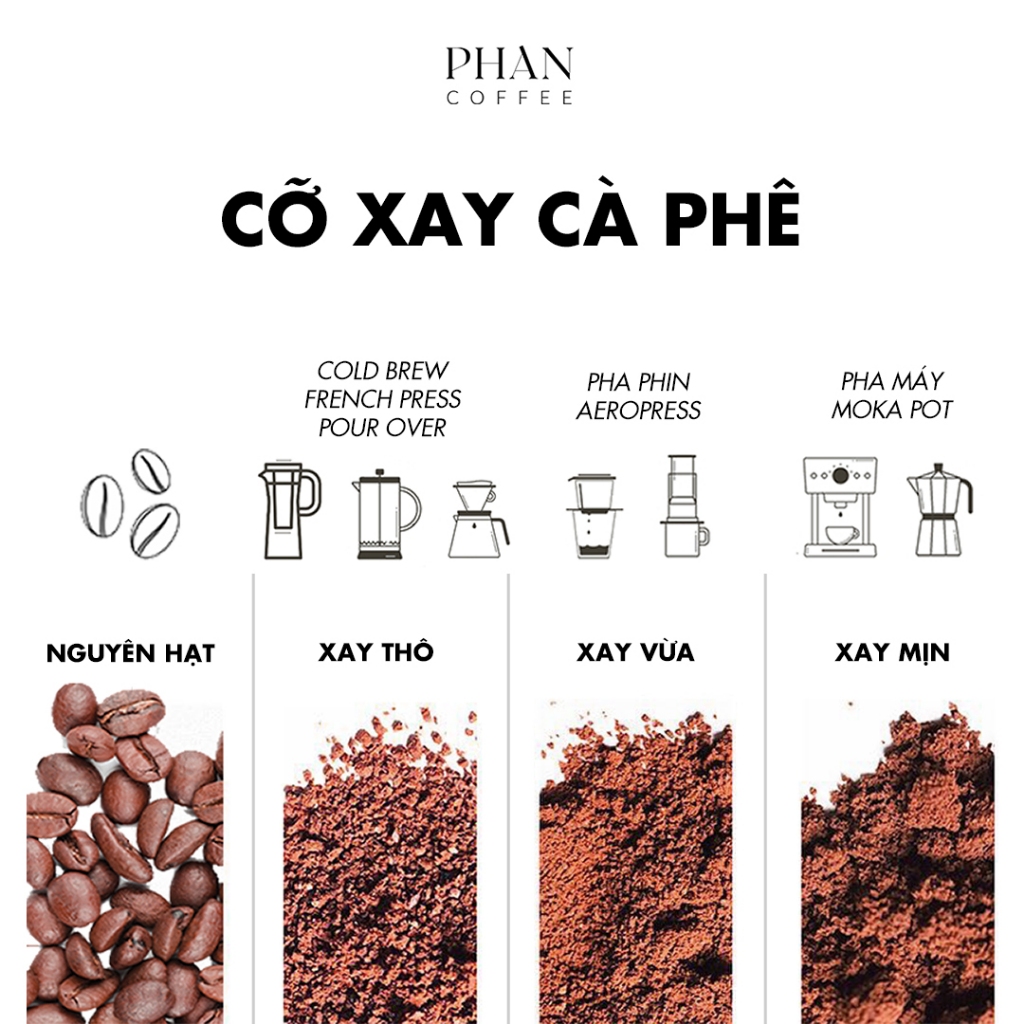 PHAN
COFFEE
CỠ XAY CÀ PHÊ
COLD BREW
FRENCH PRESS
POUR OVER
PHA PHIN
AEROPRESS
PHA MÁY
MOKA POT
NGUYÊN HẠT
XAY THÔ
XAY VỪA
XAY MỊN